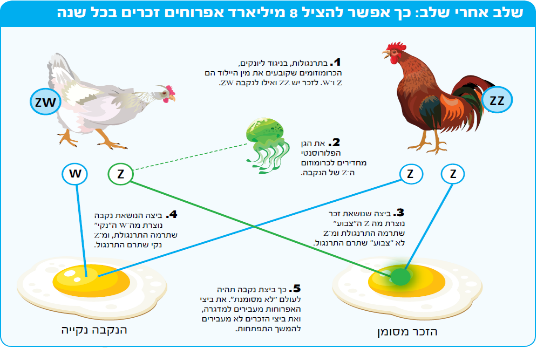 שלב אחרי שלב: כך אפשר להציל 8 מיליארד אפרוחים זכרים בכל שנה
1. בתרנגולות, בניגוד ליונקים,
הכרומוזומים שקובעים את מין היילוד הם
Z ו-W. לזכר יש ZZ ואילו לנקבה ZW.
ZW
ZZ
2. את הגן
הפלורוסנטי
מחדירים לכרומוזום
ה-Z של הנקבה.
W
Z
Z
Z
4. ביצה הנושאת נקבה
נוצרת מה-W ה"נקי"
שתרמה התרנגולת, ומ-Z
נקי שתרם התרנגול.
3. ביצה שנושאת זכר
נוצרת מה Z ה"צבוע"
שתרמה התרנגולת ומ-Z
לא "צבוע" שתרם התרנגול.
5. כך ביצת נקבה תהיה
לעולם "לא מסומנת". את ביצי
האפרוחות מעבירים למדגרה,
ואת ביצי הזכרים לא מעבירים
להמשך התפתחות.
הנקבה נקייה
הזכר מסומן